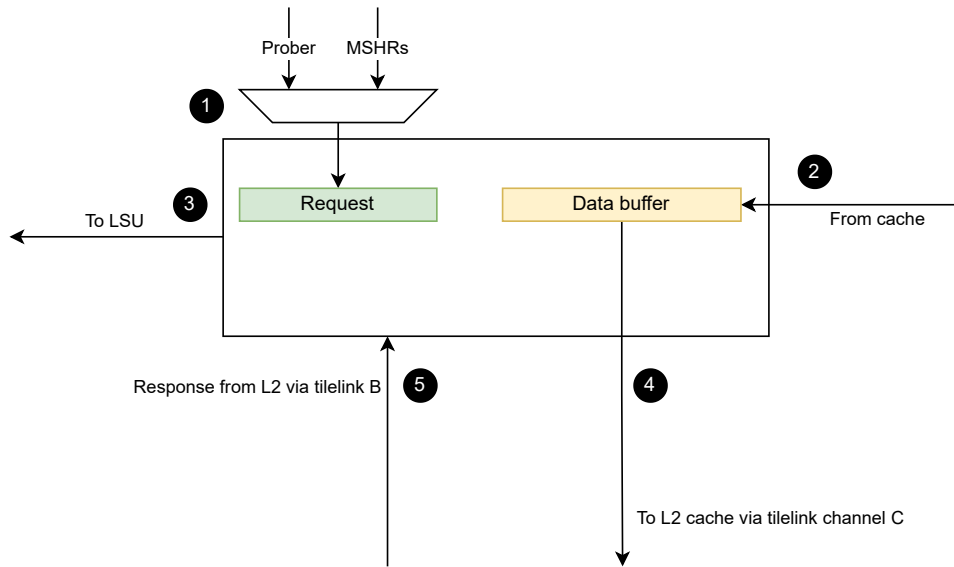 Prober
MSHRs
1
2
Request
Data buffer
3
To LSU
From cache
Response from L2 via tilelink B
5
4
To L2 cache via tilelink channel C